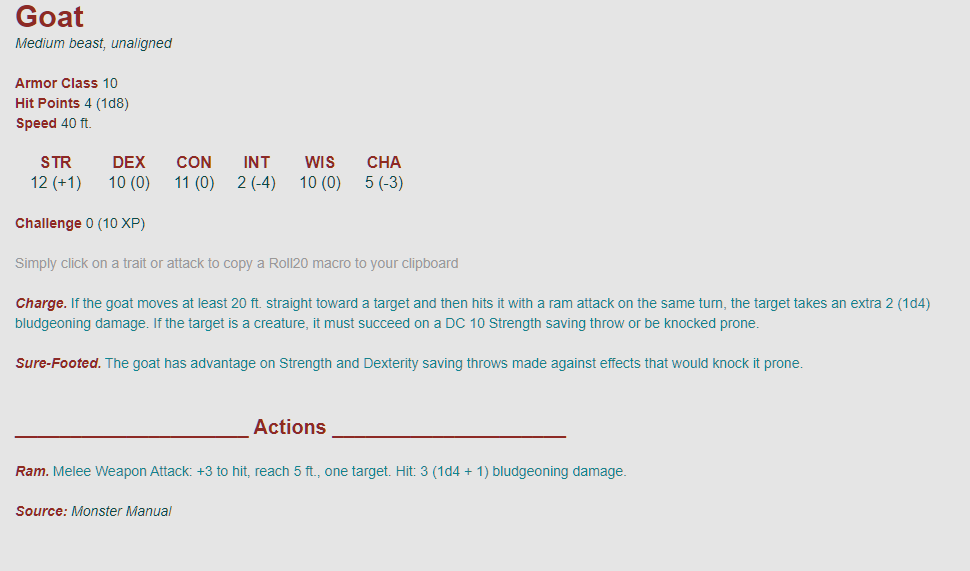 Goat
Medium beast, unaligned
Armor Class 10
Hit Points 4 (1d8)
Speed 40 ft.
STR DEX CON INT WIS CHA
12 (+1) 10 (0) 11 (0) 2 (-4) 10 (0) 5 (-3)
Challenge 0 (10 XP)
Simply click on a trait or attack to copy a Roll20 macro to your clipboard
Charge. If the goat moves at least 20 ft. straight toward a target and then hits it with a ram attack on the same turn, the target takes an extra 2 (1d4)
bludgeoning damage. If the target is a creature, it must succeed on a DC 10 Strength saving throw or be knocked prone.
Sure-Footed. The goat has advantage on Strength and Dexterity saving throws made against effects that would knock it prone.
_____________________ Actions _____________________
Ram. Melee Weapon Attack: +3 to hit, reach 5 ft., one target. Hit: 3 (1d4 + 1) bludgeoning damage.
Source: Monster Manual